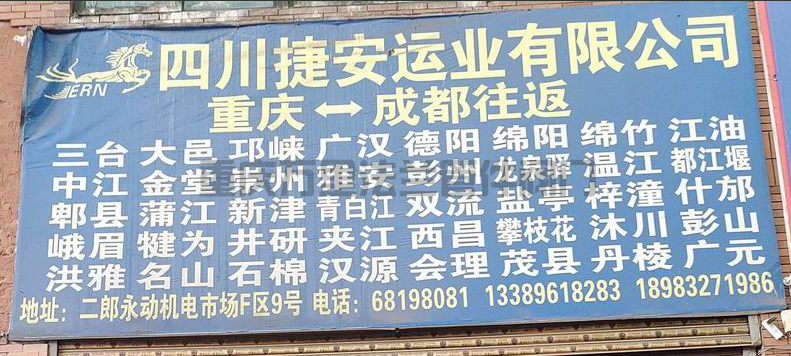 ERN
四川捷安运业有限公司
重庆↔成都往返
三台 大邑 邛崃 广汉 德阳 绵阳 绵竹 江油
中江 金堂 崇州 雅安 彭州 龙泉驿 温江 都江堰
郫县 蒲江 新津 青白江 双流 盐亭 梓潼 什邡
峨眉 犍为 井研 夹江 西昌 攀枝花 沐川 彭山
洪雅 名山 石棉 汉源 会理 茂县 丹棱 广元
地址：二郎永动机电市场F区9号 电话：68198081 13389618283 18983271986